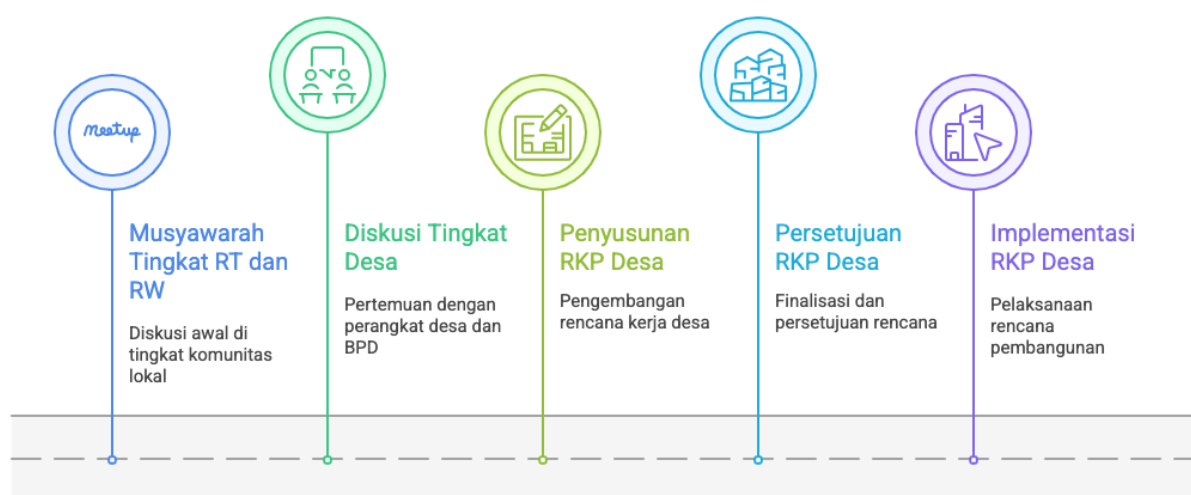 meetup
Musyawarah
Tingkat RT dan
RW
Diskusi awal di
tingkat komunitas
lokal
Diskusi Tingkat
Desa
Pertemuan dengan
perangkat desa dan
BPD
Penyusunan
RKP Desa
Pengembangan
rencana kerja desa
Persetujuan
RKP Desa
Finalisasi dan
persetujuan rencana
Implementasi
RKP Desa
Pelaksanaan
rencana
pembangunan